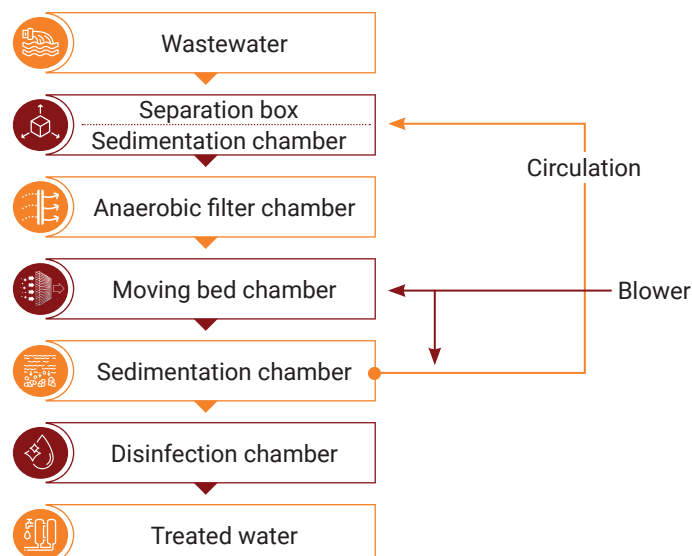 Wastewater
Separation box
Sedimentation chamber
Circulation
Anaerobic filter chamber
Moving bed chamber
Blower
Sedimentation chamber
Disinfection chamber
Treated water